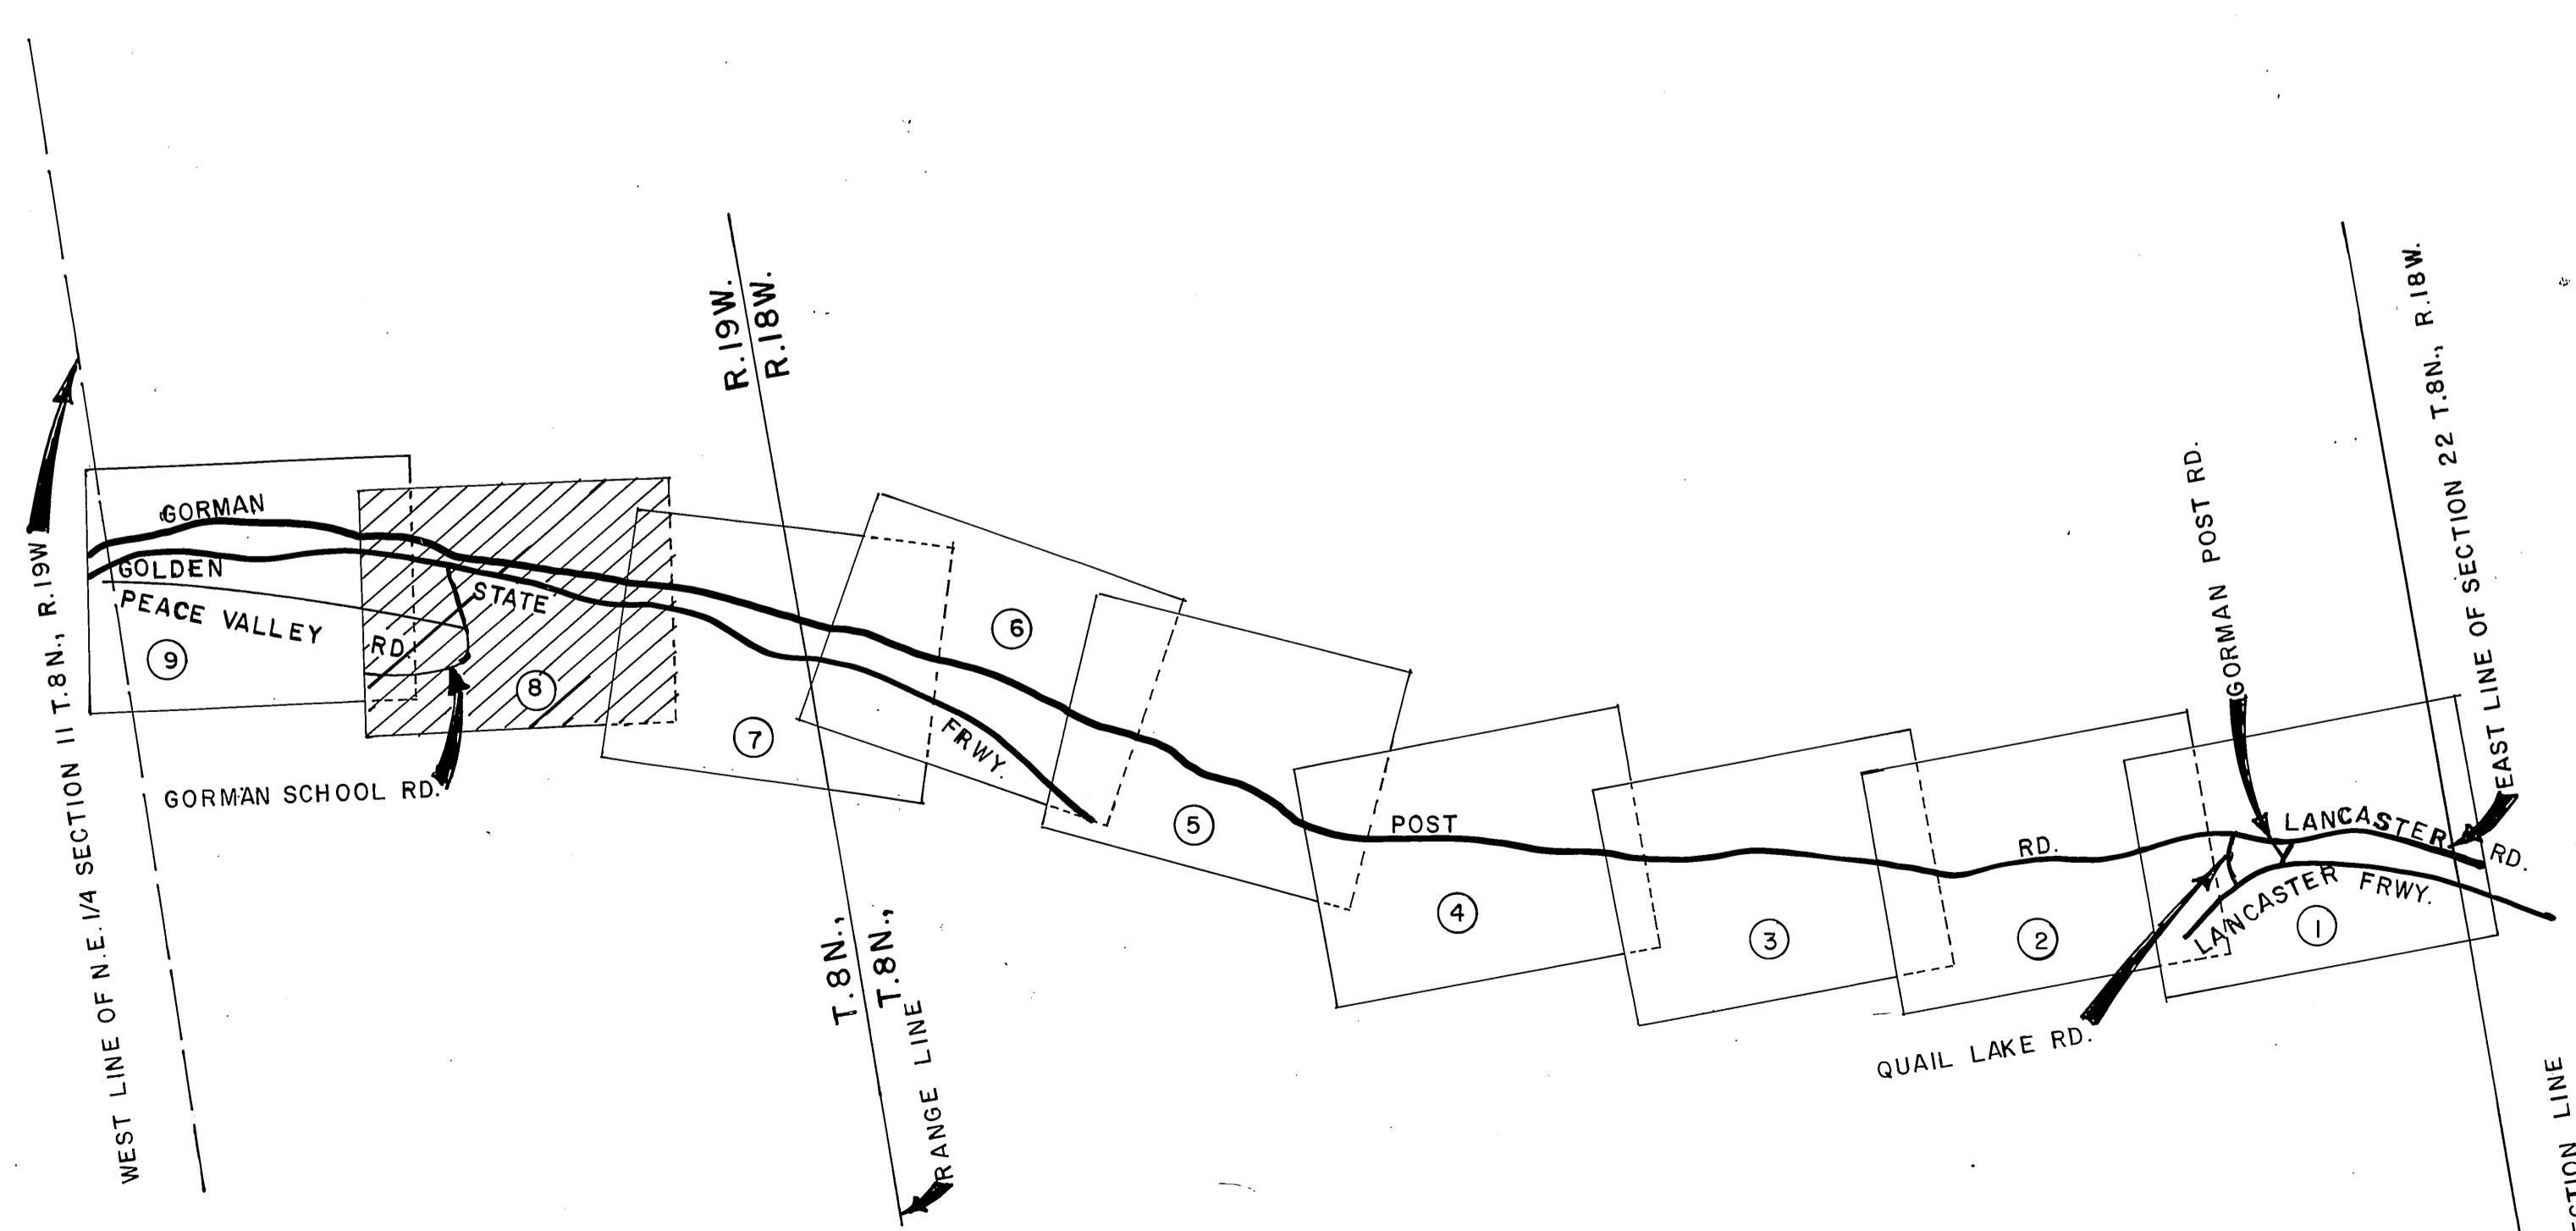 WEST LINE OF N.E. 1/4 SECTION 11 T.8N., R.19W
GORMAN
GOLDEN
PEACE VALLEY
RD.
STATE
9
8
GORMAN SCHOOL RD.
R.19W.
R.18W.
7
6
FRWY.
5
T.8N.,
T.8N.,
RANGE LINE
POST
4
3
RD.
2
QUAIL LAKE RD.
GORMAN POST RD.
LANCASTER RD.
LANCASTER FRWY.
1
EAST LINE OF SECTION 22 T.8N., R.18W.
CTION LINE